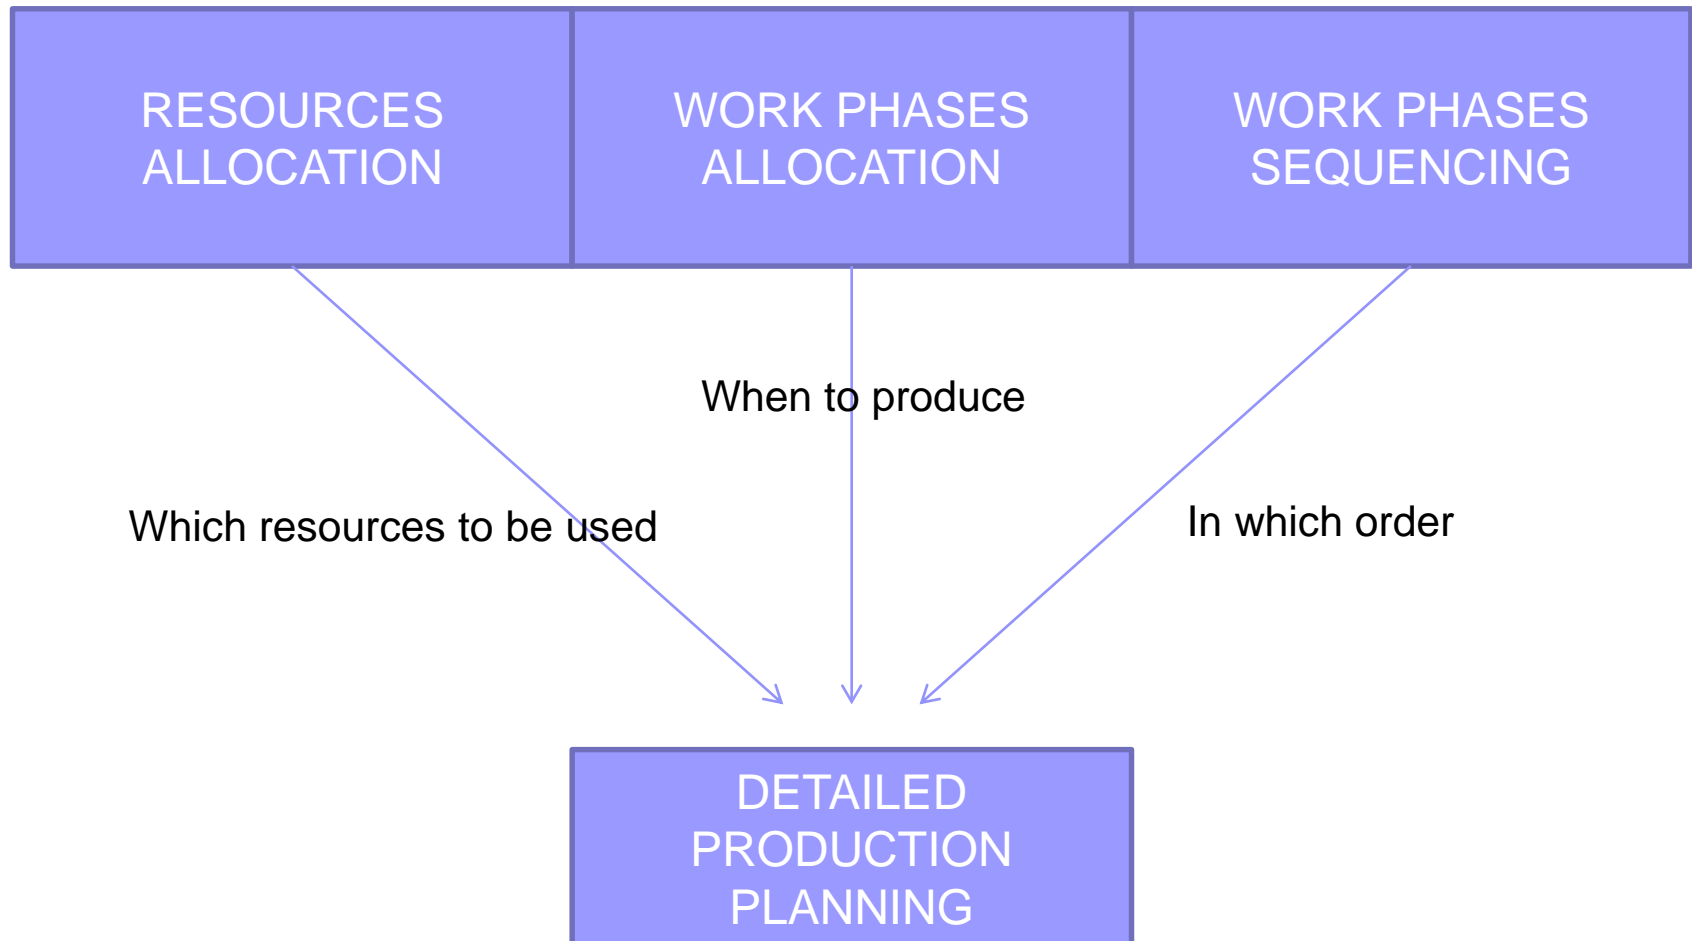 RESOURCES
ALLOCATION
WORK PHASES
ALLOCATION
WORK PHASES
SEQUENCING
When to produce
Which resources to be used
In which order
DETAILED
PRODUCTION
PLANNING